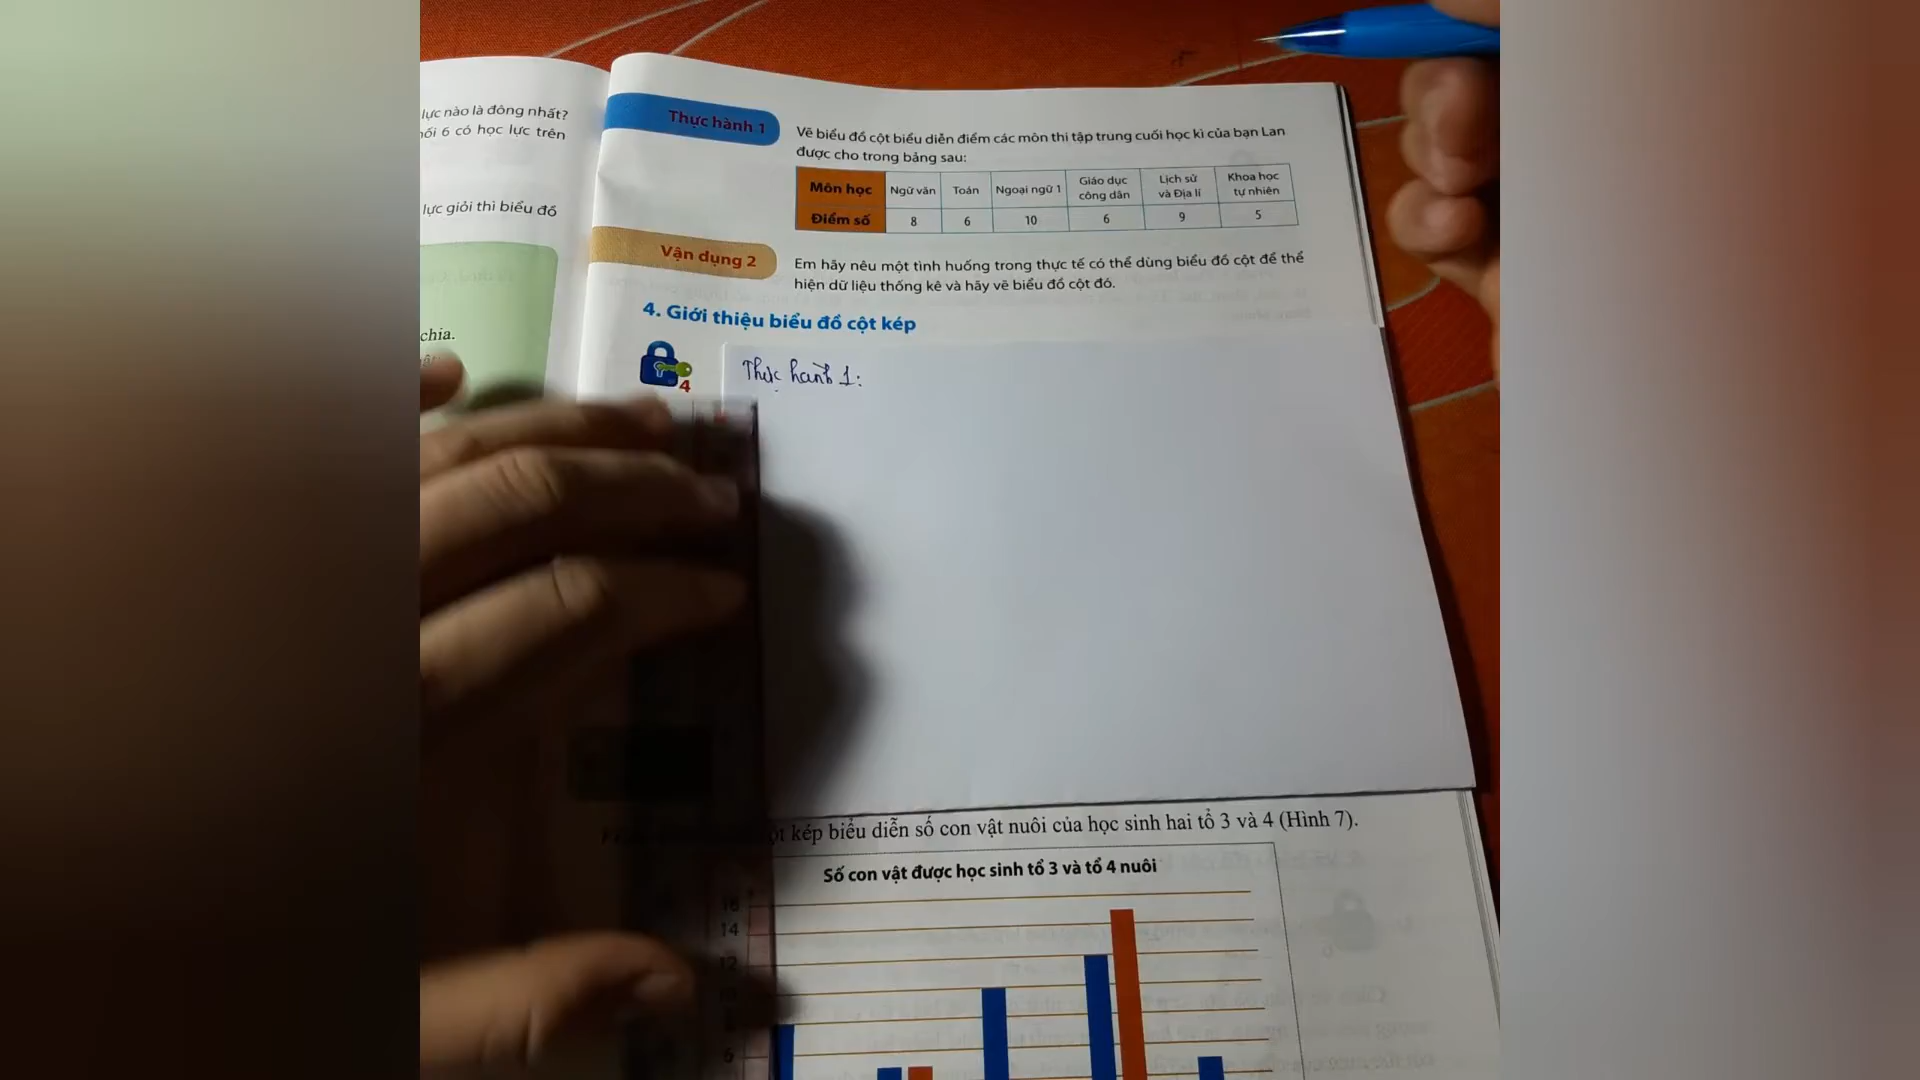 lực nào là đông nhất?
ối 6 có học lực trên
lực giỏi thì biểu đồ
chia.
Thực hành 1
Vẽ biểu đồ cột biểu diễn điểm các môn thi tập trung cuối học kì của bạn Lan
được cho trong bảng sau:
Môn học Ngữ văn Toán Ngoại ngữ 1 Giáo dục công dân Lịch sử và Địa lí Khoa học tự nhiên
Điểm số 8 6 10 6 9 5
Vận dụng 2
Em hãy nêu một tình huống trong thực tế có thể dùng biểu đồ cột để thể
hiện dữ liệu thống kê và hãy vẽ biểu đồ cột đó.
4. Giới thiệu biểu đồ cột kép
4
Thực hành 1:
kép biểu diễn số con vật nuôi của học sinh hai tổ 3 và 4 (Hình 7).
Số con vật được học sinh tổ 3 và tổ 4 nuôi
16
14
12
10
8
6